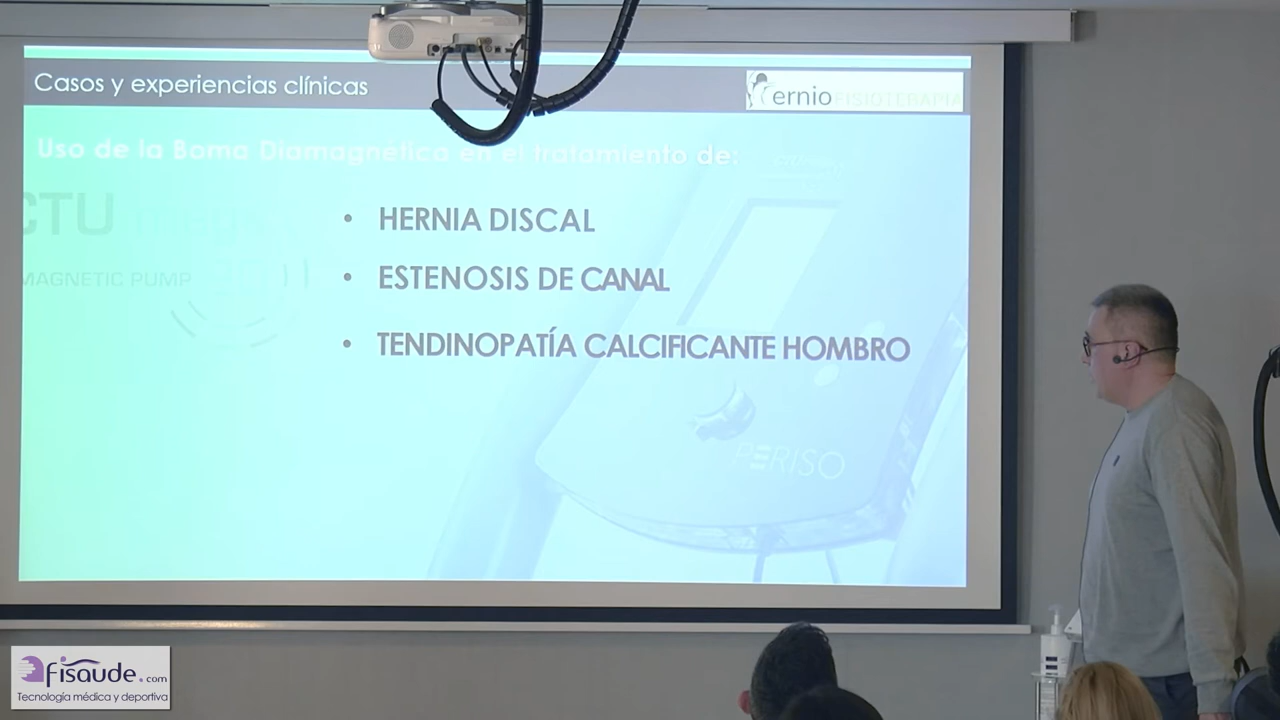 Casos y experiencias clínicas
ernio FISIOTERAPIA
Uso de la Boma Diamagnética en el tratamiento de:
CTU
• HERNIA DISCAL
MAGNETIC PUMP
• ESTENOSIS DE CANAL
• TENDINOPATÍA CALCIFICANTE HOMBRO
PERISO
fisaude.com
Tecnología médica y deportiva